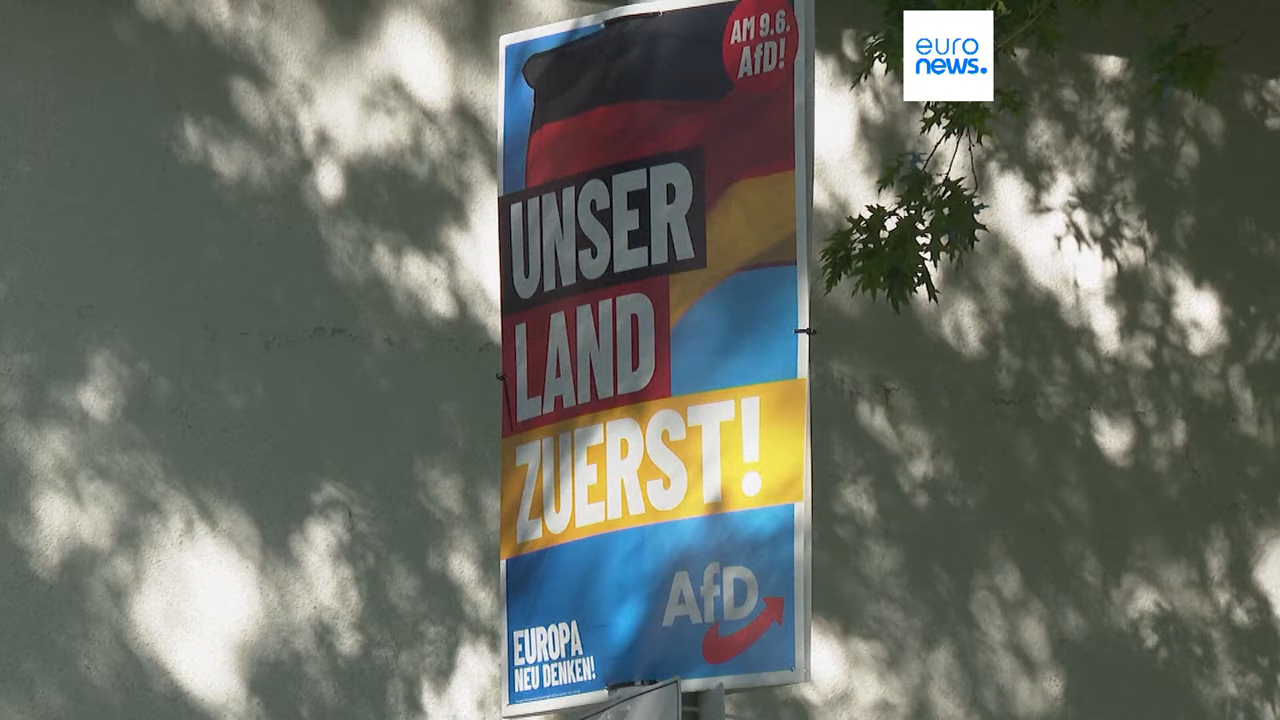 AM 9.6.
AfD!
euro
news.
UNSER
LAND
ZUERST!
AfD
EUROPA
NEU DENKEN!